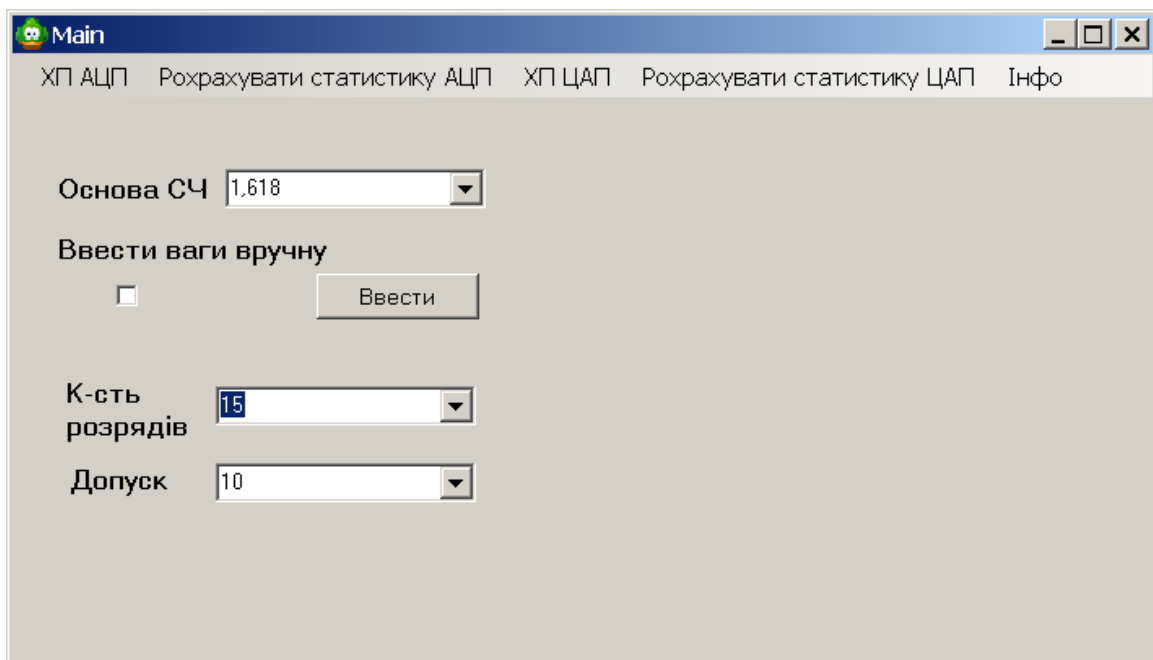 Main
ХП АЦП Рохрахувати статистику АЦП ХП ЦАП Рохрахувати статистику ЦАП Інфо
Основа СЧ 1,618
Ввести ваги вручну
Ввести
К-сть
розрядів 15
Допуск 10